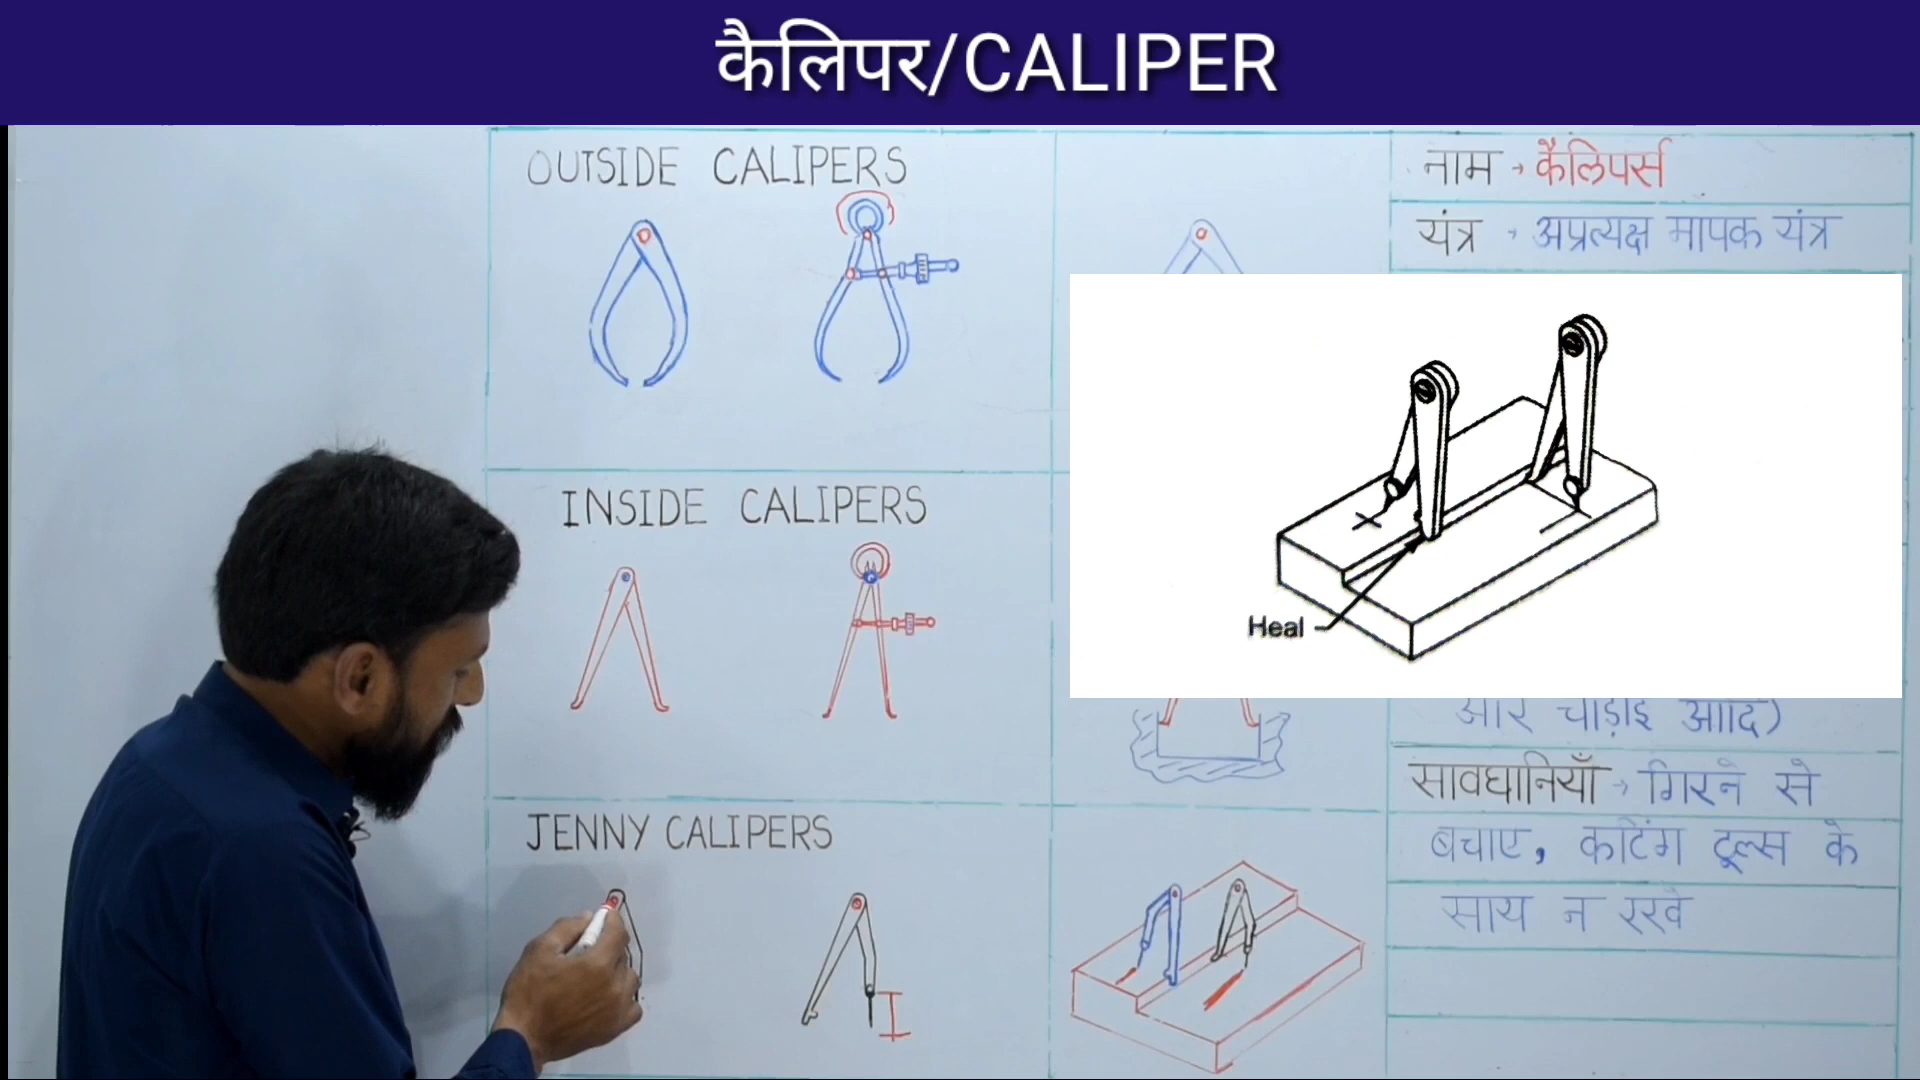 कैलिपर/CALIPER
OUTSIDE CALIPERS
नाम → कैलिपर्स
यंत्र → अप्रत्यक्ष मापक यंत्र
INSIDE CALIPERS
Heal
और चौड़ाई आदि)
सावधानियाँ → गिरने से
बचाए, कटिंग टूल्स के
साथ न रखे
JENNY CALIPERS